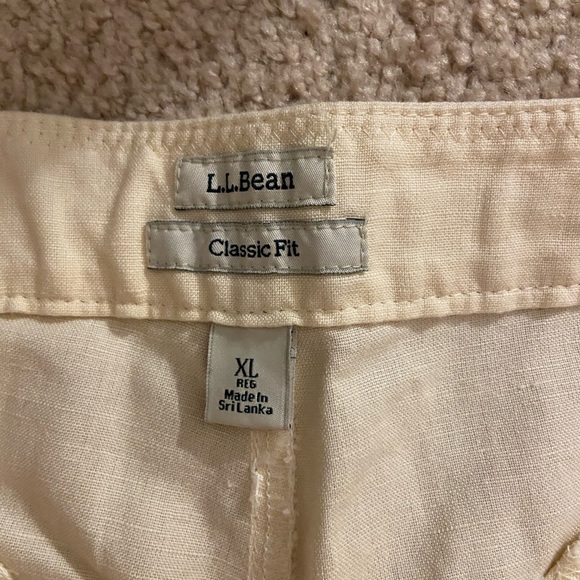 L.L.Bean
Classic Fit
XL
REG
Made In
Sri Lanka